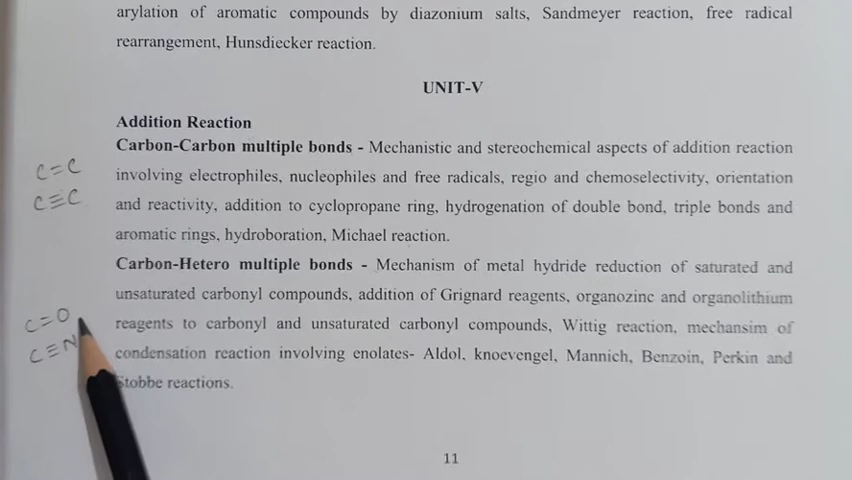 arylation of aromatic compounds by diazonium salts, Sandmeyer reaction, free radical
rearrangement, Hunsdiecker reaction.
UNIT-V
Addition Reaction
Carbon-Carbon multiple bonds - Mechanistic and stereochemical aspects of addition reaction
C=C
involving electrophiles, nucleophiles and free radicals, regio and chemoselectivity, orientation
C≡C
and reactivity, addition to cyclopropane ring, hydrogenation of double bond, triple bonds and
aromatic rings, hydroboration, Michael reaction.
Carbon-Hetero multiple bonds - Mechanism of metal hydride reduction of saturated and
unsaturated carbonyl compounds, addition of Grignard reagents, organozinc and organolithium
C=O
reagents to carbonyl and unsaturated carbonyl compounds, Wittig reaction, mechansim of
C≡N
condensation reaction involving enolates- Aldol, knoevengel, Mannich, Benzoin, Perkin and
Stobbe reactions.
11